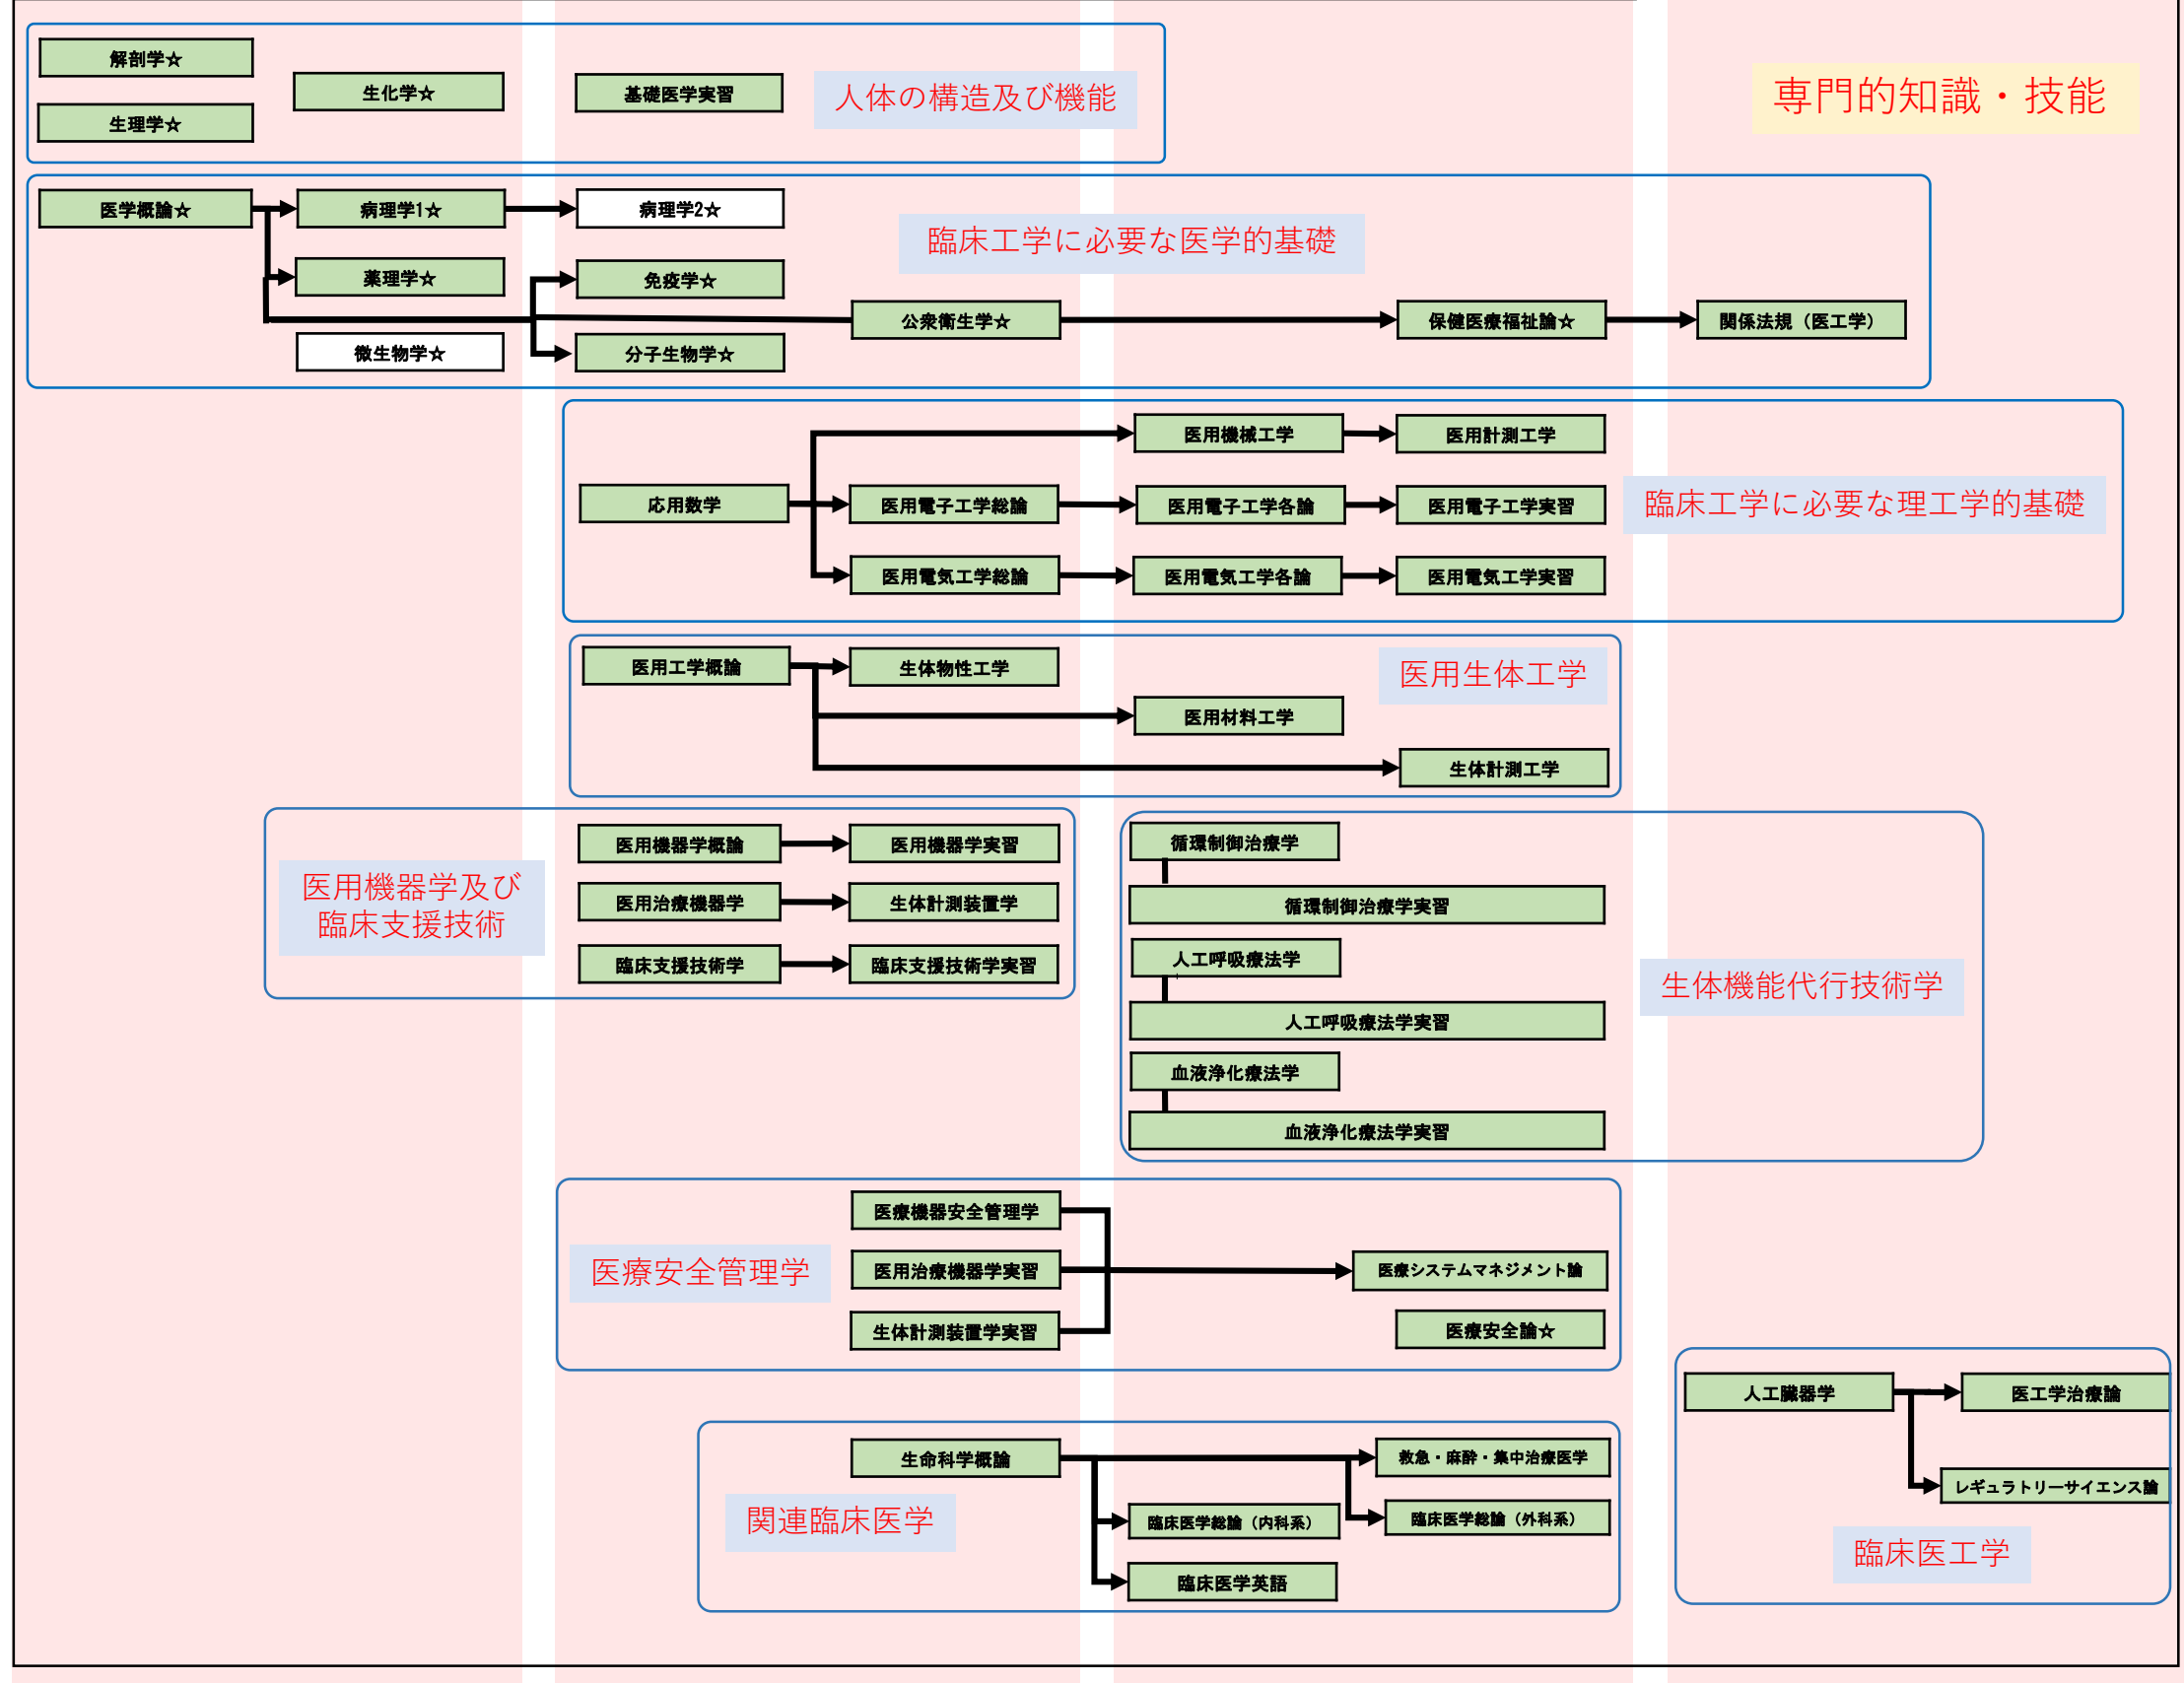 解剖学☆
生化学☆
基礎医学実習
人体の構造及び機能
専門的知識・技能
生理学☆
医学概論☆
病理学1☆
病理学2☆
臨床工学に必要な医学的基礎
薬理学☆
免疫学☆
公衆衛生学☆
保健医療福祉論☆
関係法規（医工学）
微生物学☆
分子生物学☆
医用機械工学
医用計測工学
応用数学
医用電子工学総論
医用電子工学各論
医用電子工学実習
臨床工学に必要な理工学的基礎
医用電気工学総論
医用電気工学各論
医用電気工学実習
医用工学概論
生体物性工学
医用生体工学
医用材料工学
生体計測工学
医用機器学概論
医用機器学実習
医用機器学及び
臨床支援技術
医用治療機器学
生体計測装置学
臨床支援技術学
臨床支援技術学実習
循環制御治療学
循環制御治療学実習
人工呼吸療法学
生体機能代行技術学
人工呼吸療法学実習
血液浄化療法学
血液浄化療法学実習
医療機器安全管理学
医療安全管理学
医用治療機器学実習
医療システムマネジメント論
生体計測装置学実習
医療安全論☆
人工臓器学
医工学治療論
レギュラトリーサイエンス論
臨床医工学
生命科学概論
救急・麻酔・集中治療医学
関連臨床医学
臨床医学総論（内科系）
臨床医学総論（外科系）
臨床医学英語